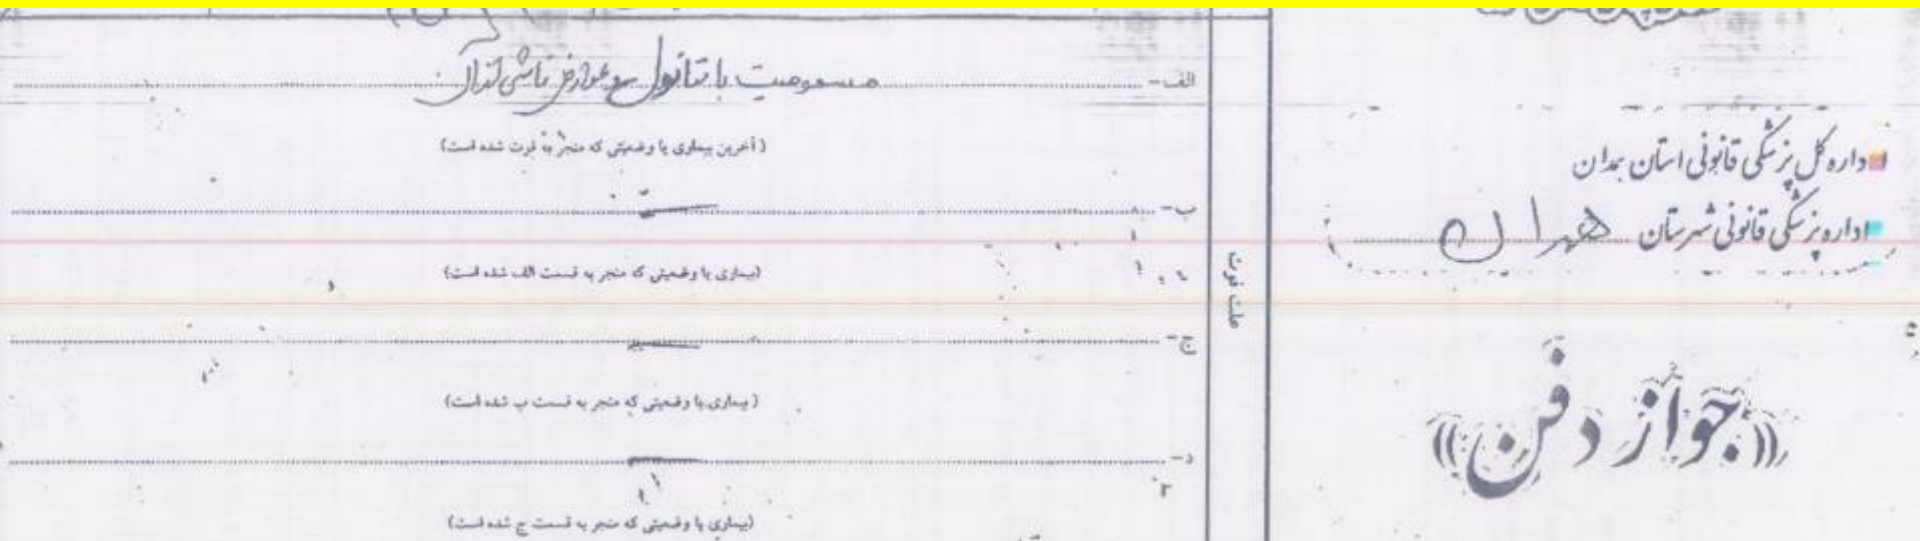 اداره کل پزشکی قانونی استان همدان
اداره پزشکی قانونی شهرستان همدان
((جواز دفن))
علت فوت
الف- مسمومیت با متانول و عوارض ناشی از آن
(آخرین بیماری یا وضعیتی که منجر به فوت شده است)
ب-
(بیماری یا وضعیتی که منجر به قسمت الف شده است)
ج-
(بیماری یا وضعیتی که منجر به قسمت ب شده است)
د-
(بیماری یا وضعیتی که منجر به قسمت ج شده است)